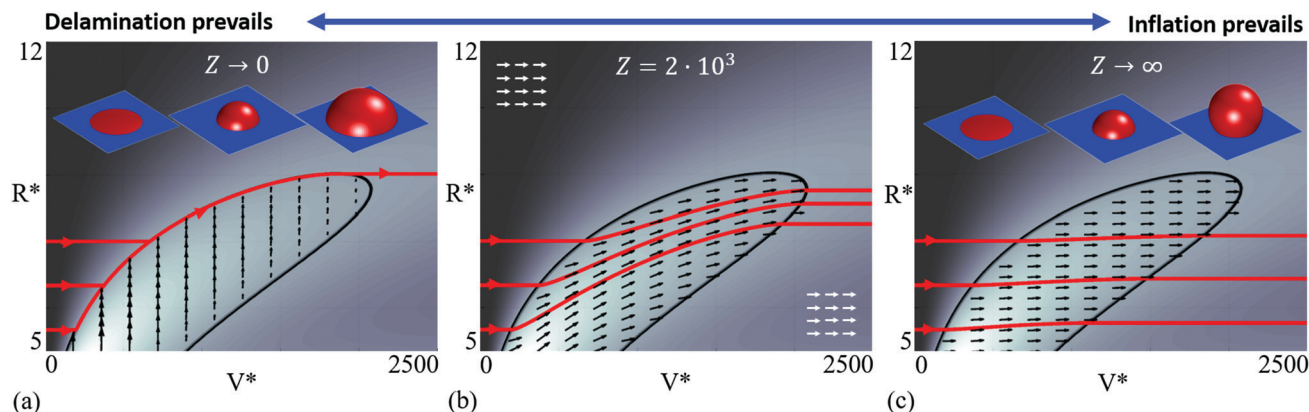 Delamination prevails
Inflation prevails
12
Z → 0
R*
5
0
2500
V*
(a)
12
Z = 2 · 10³
R*
5
0
2500
V*
(b)
12
Z → ∞
R*
5
0
2500
V*
(c)